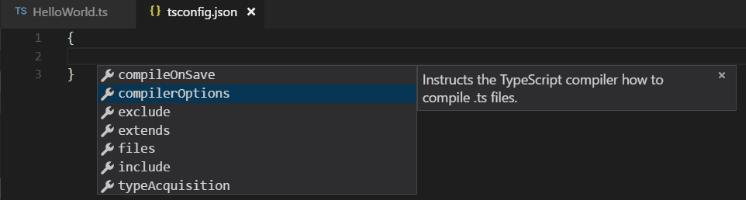 TS HelloWorld.ts {} tsconfig.json ×
1 {
2
3 }
compileOnSave
compilerOptions
exclude
extends
files
include
typeAcquisition
Instructs the TypeScript compiler how to ×
compile .ts files.